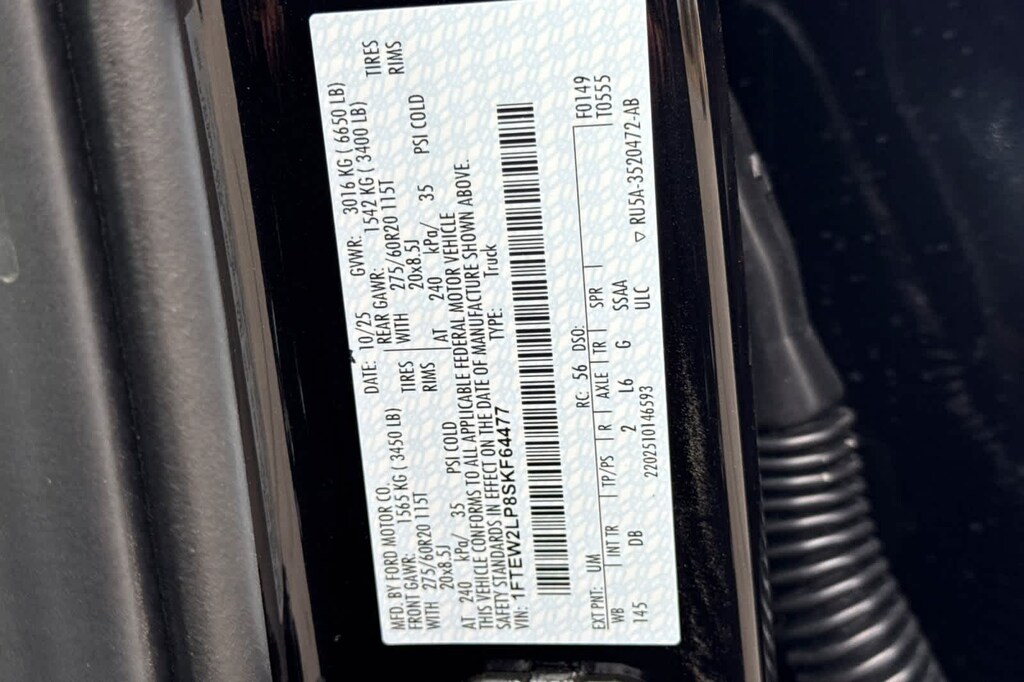 MFD. BY FORD MOTOR CO. DATE: 10/25 GVWR: 3016 KG ( 6650 LB)
FRONT GAWR: 1565 KG ( 3450 LB) REAR GAWR: 1542 KG ( 3400 LB)
WITH 275/60R20 115T TIRES WITH 275/60R20 115T TIRES
20x8.5J RIMS 20x8.5J RIMS
AT 240 kPa/ 35 PSI COLD AT 240 kPa/ 35 PSI COLD
THIS VEHICLE CONFORMS TO ALL APPLICABLE FEDERAL MOTOR VEHICLE
SAFETY STANDARDS IN EFFECT ON THE DATE OF MANUFACTURE SHOWN ABOVE.
VIN: 1FTEW2LP8SKF64477 TYPE: Truck
EXT PNT: UM RC: 56 DSO: F0149
WB INT TR TP/PS R AXLE TR SPR T0555
145 DB 2 L6 G SSAA
2202510146593 ULC ▽ RU5A-3520472-AB